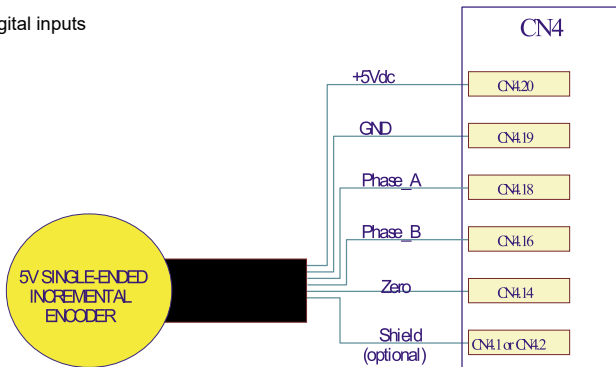 gital inputs
CN4
+5Vdc
CN4.20
GND
CN4.19
Phase_A
CN4.18
Phase_B
CN4.16
5V SINGLE-ENDED
INCREMENTAL
ENCODER
Zero
CN4.14
Shield
(optional)
CN4.1 or CN4.2